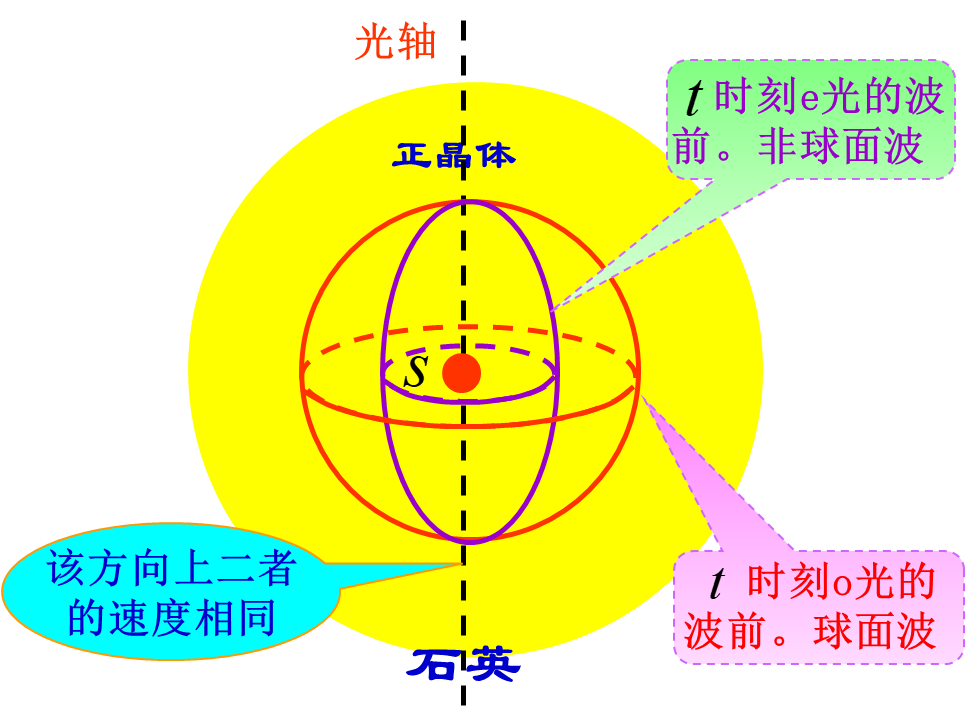 光轴
t 时刻e光的波
前。非球面波
正晶体
S
该方向上二者
的速度相同
t 时刻o光的
波前。球面波
石英